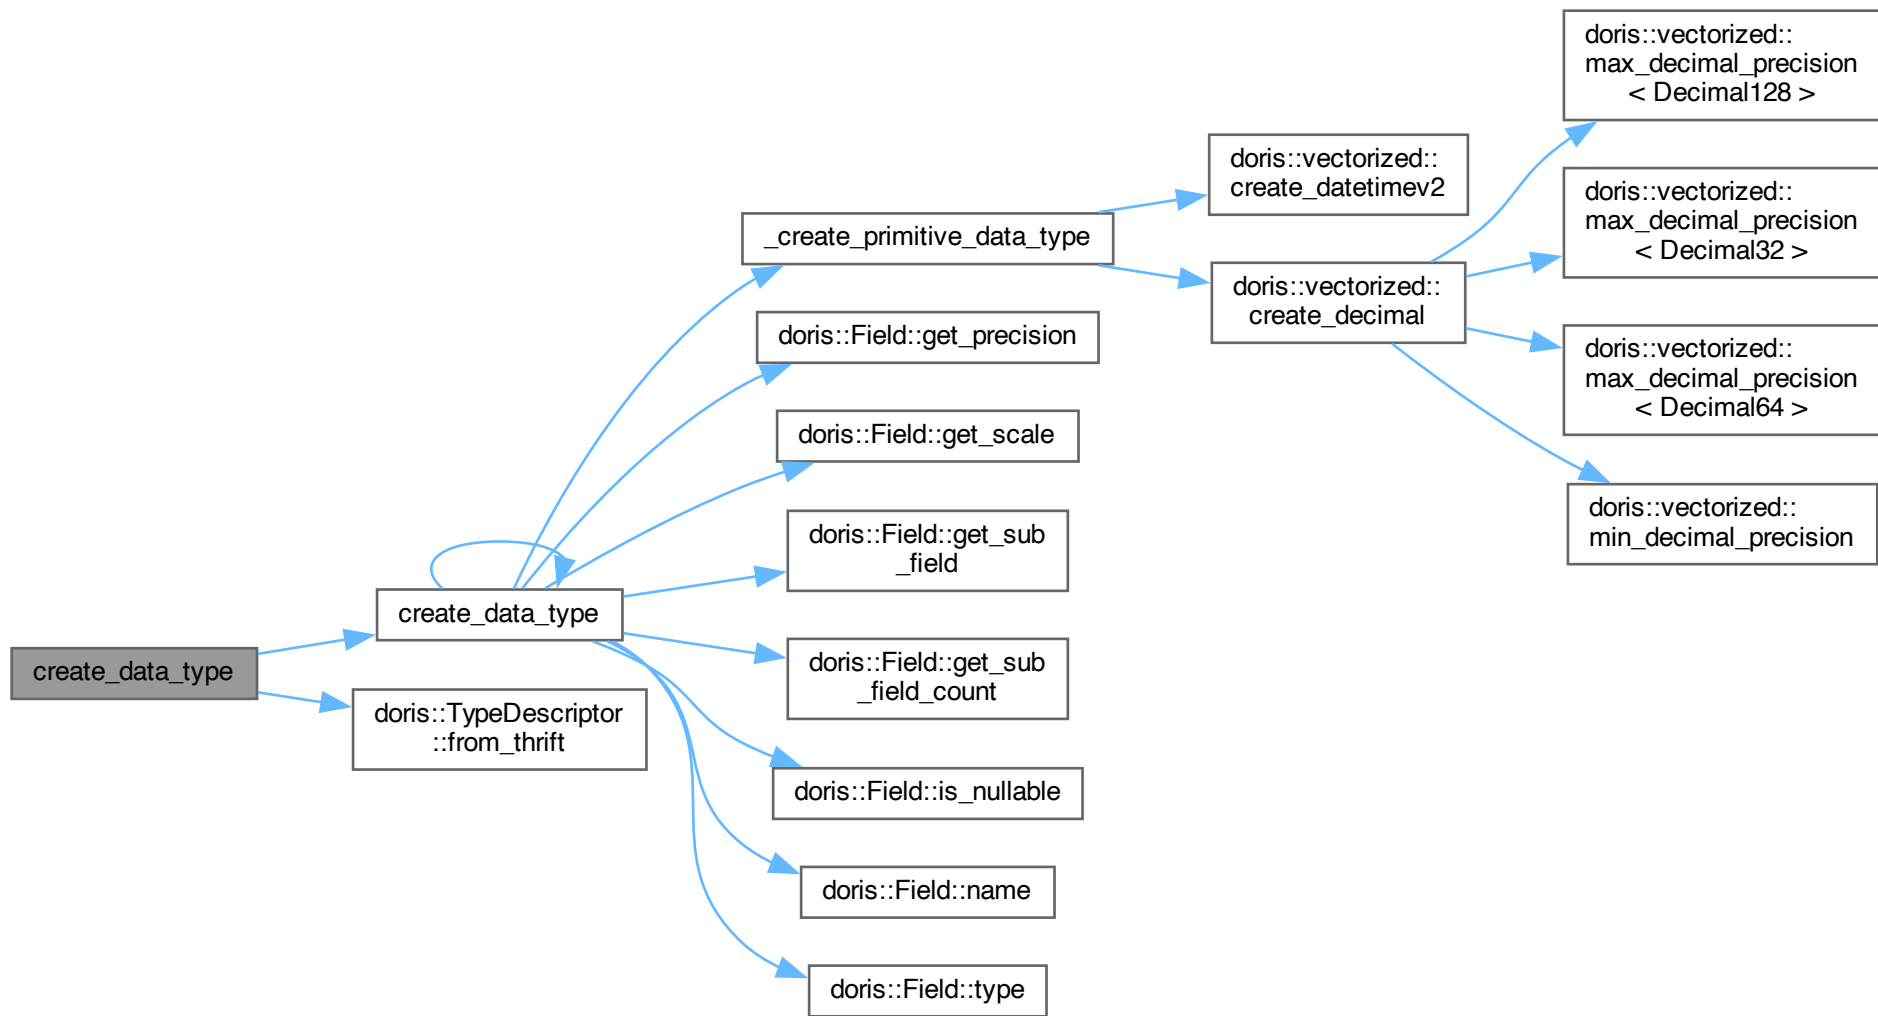 create_data_type
create_data_type
doris::TypeDescriptor
::from_thrift
_create_primitive_data_type
doris::Field::get_precision
doris::Field::get_scale
doris::Field::get_sub
_field
doris::Field::get_sub
_field_count
doris::Field::is_nullable
doris::Field::name
doris::Field::type
doris::vectorized::
create_datetimev2
doris::vectorized::
create_decimal
doris::vectorized::
max_decimal_precision
< Decimal128 >
doris::vectorized::
max_decimal_precision
< Decimal32 >
doris::vectorized::
max_decimal_precision
< Decimal64 >
doris::vectorized::
min_decimal_precision